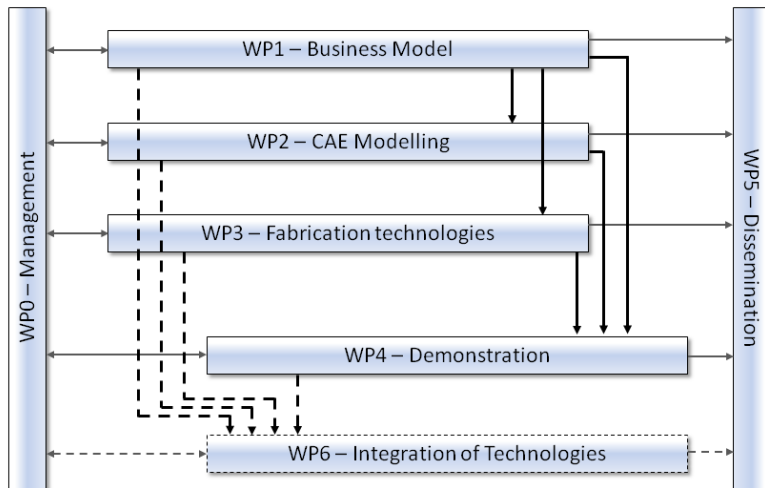 WP0 – Management
WP1 – Business Model
WP2 – CAE Modelling
WP3 – Fabrication technologies
WP4 – Demonstration
WP6 – Integration of Technologies
WP5 – Dissemination